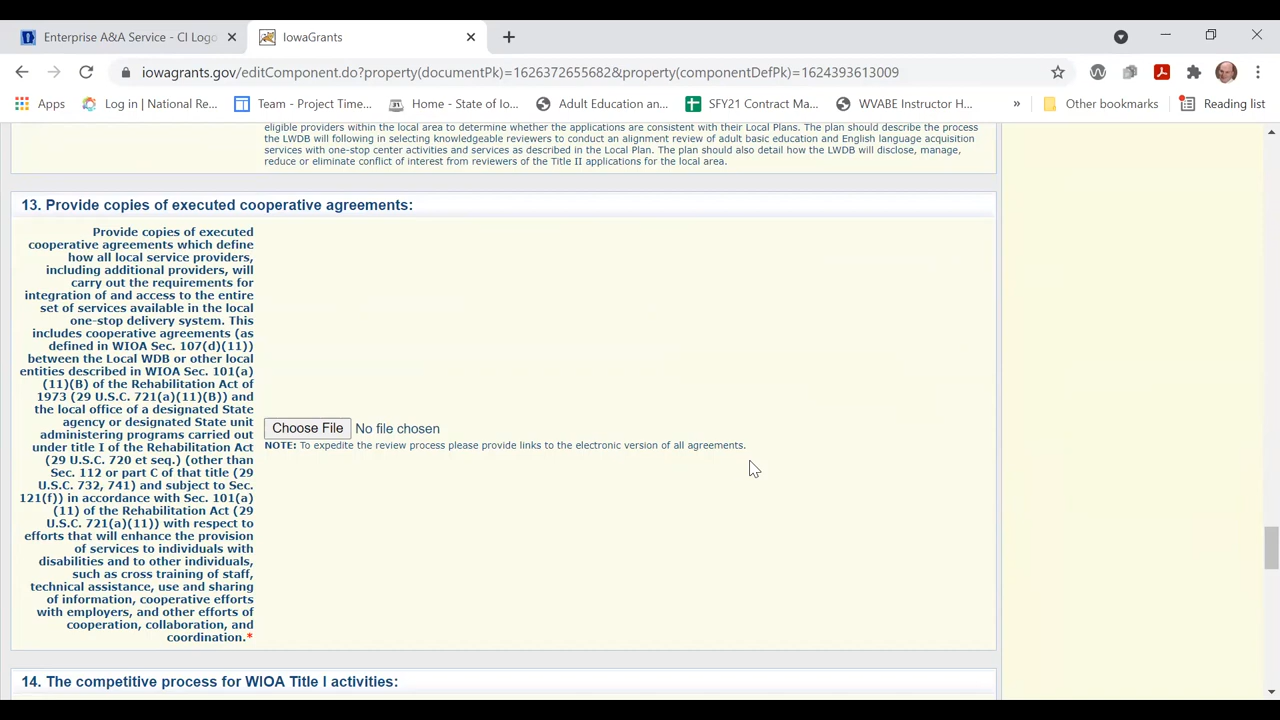 Enterprise A&A Service - CI Logo
IowaGrants
iowagrants.gov/editComponent.do?property(documentPk)=1626372655682&property(componentDefPk)=1624393613009
Apps
Log in | National Re...
Team - Project Time...
Home - State of Io...
Adult Education an...
SFY21 Contract Ma...
WVABE Instructor H...
»
Other bookmarks
Reading list
eligible providers within the local area to determine whether the applications are consistent with their Local Plans. The plan should describe the process
the LWDB will following in selecting knowledgeable reviewers to conduct an alignment review of adult basic education and English language acquisition
services with one-stop center activities and services as described in the Local Plan. The plan should also detail how the LWDB will disclose, manage,
reduce or eliminate conflict of interest from reviewers of the Title II applications for the local area.
13. Provide copies of executed cooperative agreements:
Provide copies of executed
cooperative agreements which define
how all local service providers,
including additional providers, will
carry out the requirements for
integration of and access to the entire
set of services available in the local
one-stop delivery system. This
includes cooperative agreements (as
defined in WIOA Sec. 107(d)(11))
between the Local WDB or other local
entities described in WIOA Sec. 101(a)
(11)(B) of the Rehabilitation Act of
1973 (29 U.S.C. 721(a)(11)(B)) and
the local office of a designated State
agency or designated State unit
administering programs carried out
under title I of the Rehabilitation Act
(29 U.S.C. 720 et seq.) (other than
Sec. 112 or part C of that title (29
U.S.C. 732, 741) and subject to Sec.
121(f)) in accordance with Sec. 101(a)
(11) of the Rehabilitation Act (29
U.S.C. 721(a)(11)) with respect to
efforts that will enhance the provision
of services to individuals with
disabilities and to other individuals,
such as cross training of staff,
technical assistance, use and sharing
of information, cooperative efforts
with employers, and other efforts of
cooperation, collaboration, and
coordination.*
Choose File No file chosen
NOTE: To expedite the review process please provide links to the electronic version of all agreements.
14. The competitive process for WIOA Title I activities: